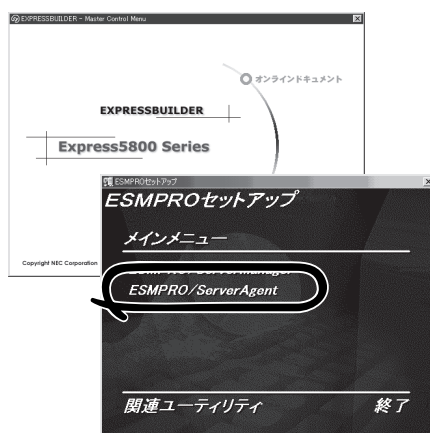 EXPRESSBUILDER - Master Control Menu
オンラインドキュメント
EXPRESSBUILDER
Express5800 Series
Copyright NEC Corporation
ESMPROセットアップ
ESMPROセットアップ
メインメニュー
ESMPRO/ServerManager
ESMPRO/ServerAgent
関連ユーティリティ
終了